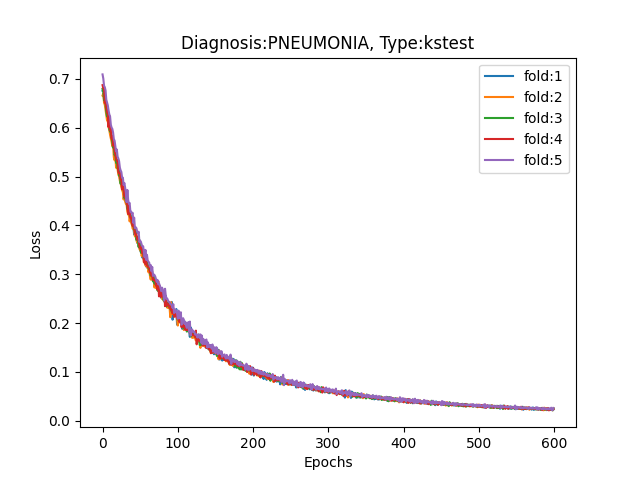 Diagnosis:PNEUMONIA, Type:kstest
0.7
0.6
0.5
0.4
0.3
0.2
0.1
0.0
Loss
0 100 200 300 400 500 600
Epochs
fold:1
fold:2
fold:3
fold:4
fold:5